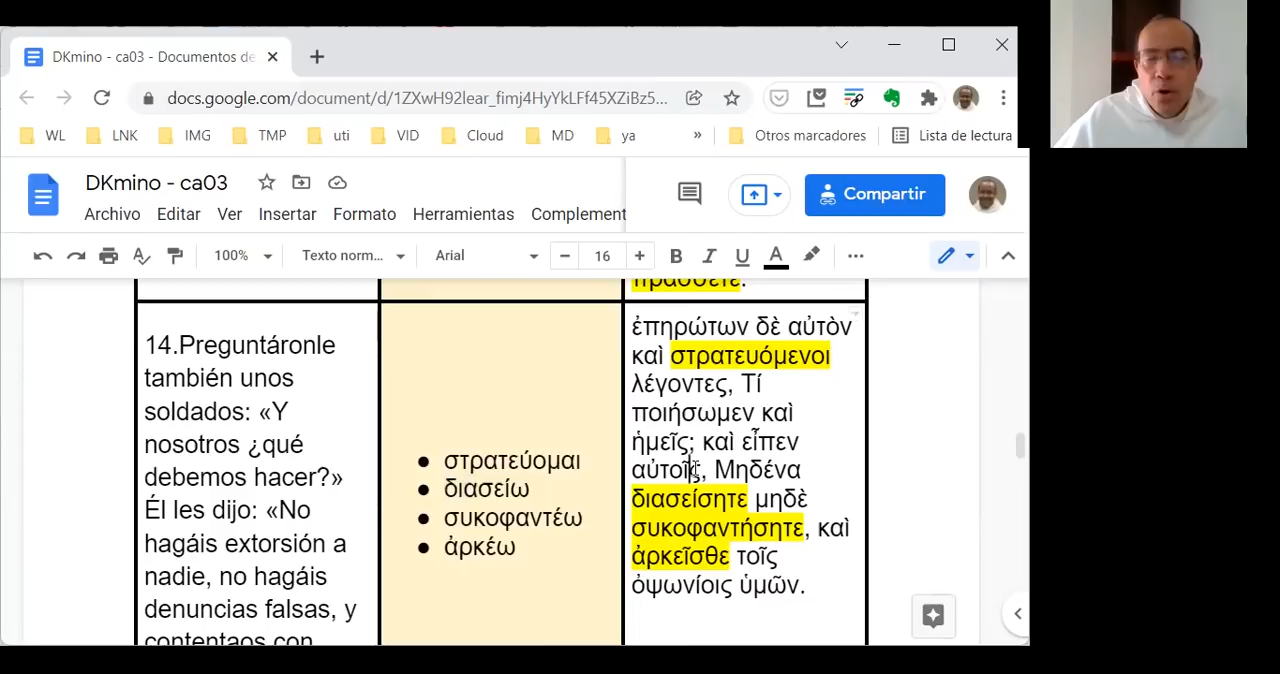 DKmino - ca03 - Documentos de
docs.google.com/document/d/1ZXwH92lear_fimj4HyYkLFf45XZiBz5...
WL LNK IMG TMP uti VID Cloud MD ya » Otros marcadores Lista de lectura
DKmino - ca03
Compartir
Archivo Editar Ver Insertar Formato Herramientas Complement
100% Texto norm... Arial 16 B I U A
πράσσετε.
14.Preguntáronle
también unos
soldados: «Y
nosotros ¿qué
debemos hacer?»
Él les dijo: «No
hagáis extorsión a
nadie, no hagáis
denuncias falsas, y
contentaos con
● στρατεύομαι
● διασείω
● συκοφαντέω
● ἀρκέω
ἐπηρώτων δὲ αὐτὸν
καὶ στρατευόμενοι
λέγοντες, Τί
ποιήσωμεν καὶ
ἡμεῖς; καὶ εἶπεν
αὐτοῖς, Μηδένα
διασείσητε μηδὲ
συκοφαντήσητε, καὶ
ἀρκεῖσθε τοῖς
ὀψωνίοις ὑμῶν.